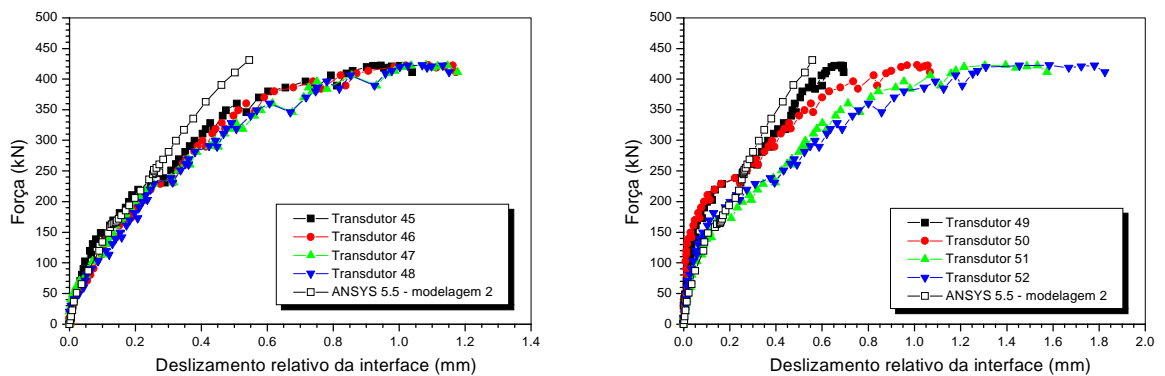 500
450
400
350
300
250
200
150
100
50
0
Força (kN)
0.0 0.2 0.4 0.6 0.8 1.0 1.2 1.4
Deslizamento relativo da interface (mm)
Transdutor 45
Transdutor 46
Transdutor 47
Transdutor 48
ANSYS 5.5 - modelagem 2
500
450
400
350
300
250
200
150
100
50
0
Força (kN)
0.0 0.2 0.4 0.6 0.8 1.0 1.2 1.4 1.6 1.8 2.0
Deslizamento relativo da interface (mm)
Transdutor 49
Transdutor 50
Transdutor 51
Transdutor 52
ANSYS 5.5 - modelagem 2